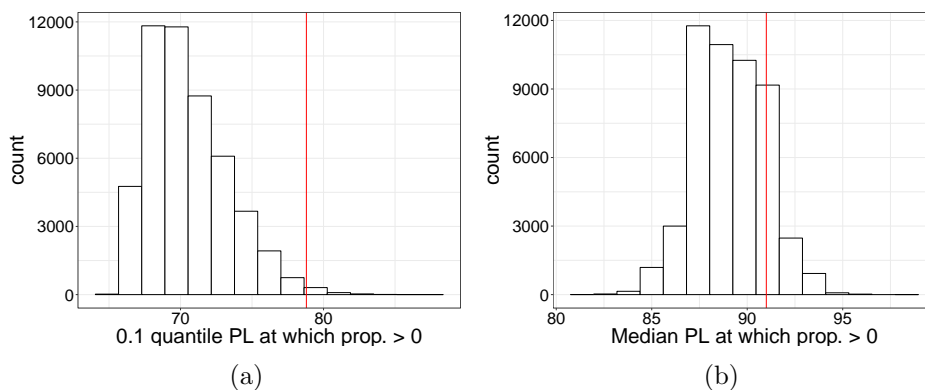 12000
9000
6000
3000
0
count
70
80
0.1 quantile PL at which prop. > 0
(a)
12000
9000
6000
3000
0
count
80
85
90
95
Median PL at which prop. > 0
(b)